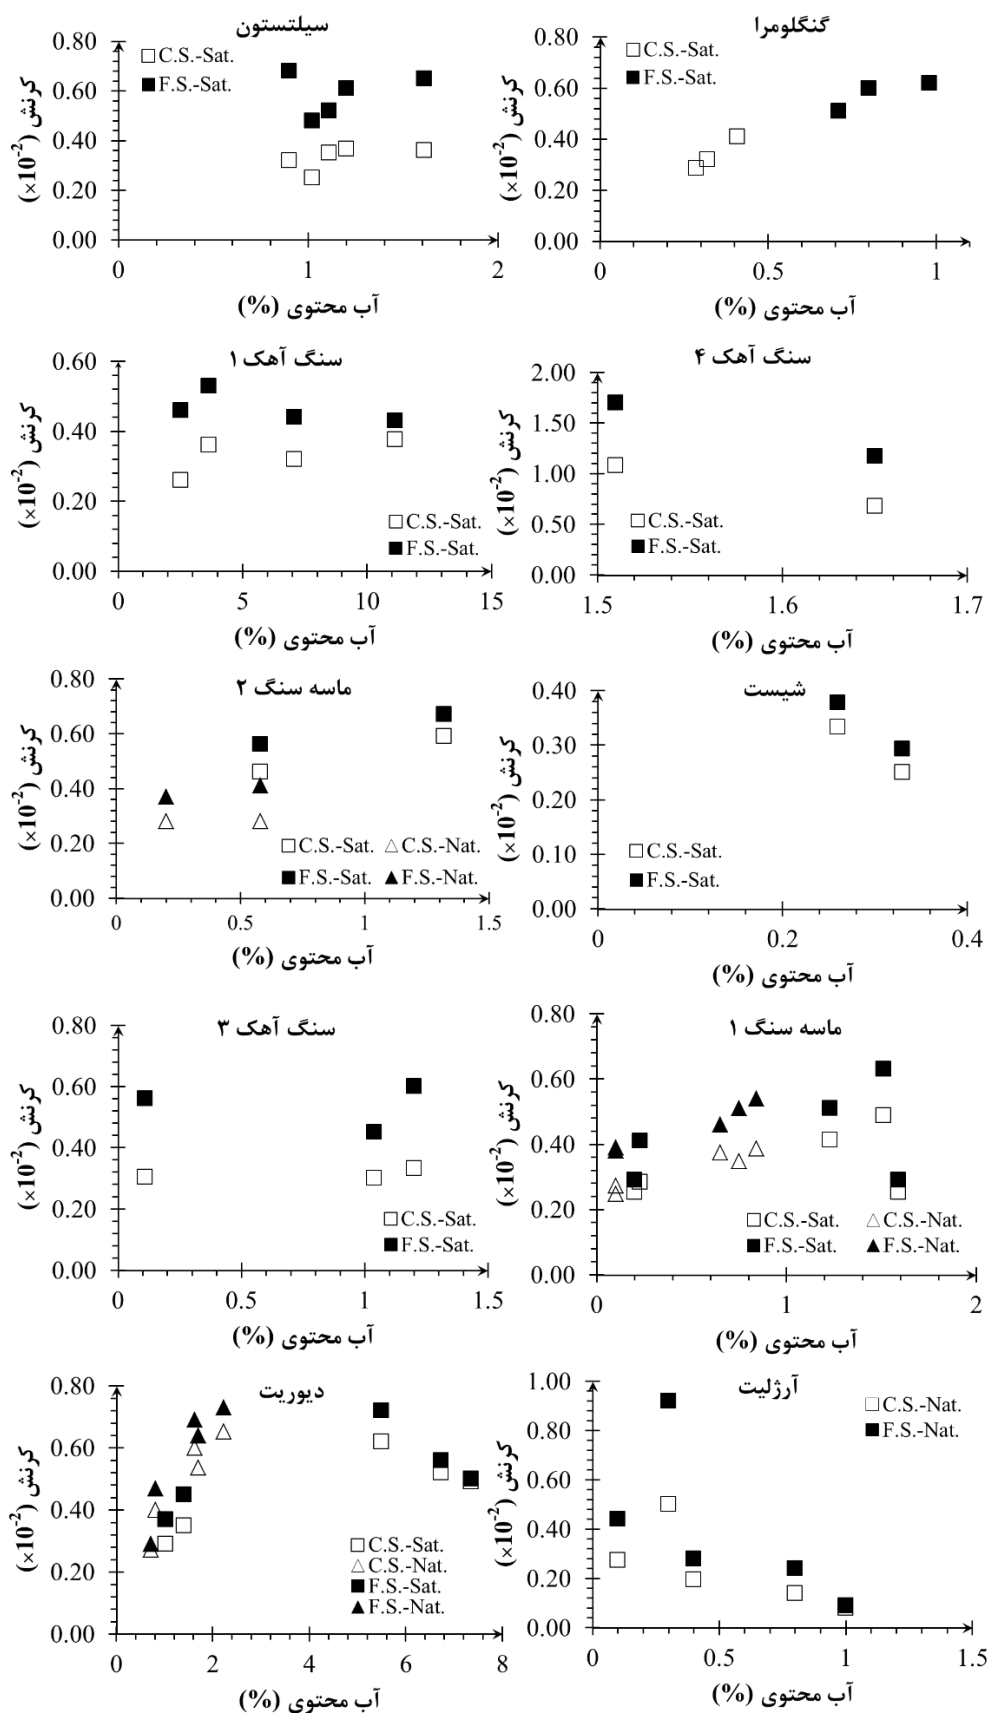 سیلتستون
0.80
0.60
0.40
0.20
0.00
0
1
2
C.S.-Sat.
F.S.-Sat.
کرنش (×10⁻²)
آب محتوی (%)
گنگلومرا
0.80
0.60
0.40
0.20
0.00
0
0.5
1
C.S.-Sat.
F.S.-Sat.
کرنش (×10⁻²)
آب محتوی (%)
سنگ آهک ۱
0.60
0.40
0.20
0.00
0
5
10
15
C.S.-Sat.
F.S.-Sat.
کرنش (×10⁻²)
آب محتوی (%)
سنگ آهک ۴
2.00
1.50
1.00
0.50
0.00
1.5
1.6
1.7
C.S.-Sat.
F.S.-Sat.
کرنش (×10⁻²)
آب محتوی (%)
ماسه سنگ ۲
0.80
0.60
0.40
0.20
0.00
0
0.5
1
1.5
C.S.-Sat. C.S.-Nat.
F.S.-Sat. F.S.-Nat.
کرنش (×10⁻²)
آب محتوی (%)
شیست
0.40
0.30
0.20
0.10
0.00
0
0.2
0.4
C.S.-Sat.
F.S.-Sat.
کرنش (×10⁻²)
آب محتوی (%)
سنگ آهک ۳
0.80
0.60
0.40
0.20
0.00
0
0.5
1
1.5
C.S.-Sat.
F.S.-Sat.
کرنش (×10⁻²)
آب محتوی (%)
ماسه سنگ ۱
0.80
0.60
0.40
0.20
0.00
0
1
2
C.S.-Sat. C.S.-Nat.
F.S.-Sat. F.S.-Nat.
کرنش (×10⁻²)
آب محتوی (%)
دیوریت
0.80
0.60
0.40
0.20
0.00
0
2
4
6
8
C.S.-Sat.
C.S.-Nat.
F.S.-Sat.
F.S.-Nat.
کرنش (×10⁻²)
آب محتوی (%)
آرژلیت
1.00
0.80
0.60
0.40
0.20
0.00
0
0.5
1
1.5
C.S.-Nat.
F.S.-Nat.
کرنش (×10⁻²)
آب محتوی (%)